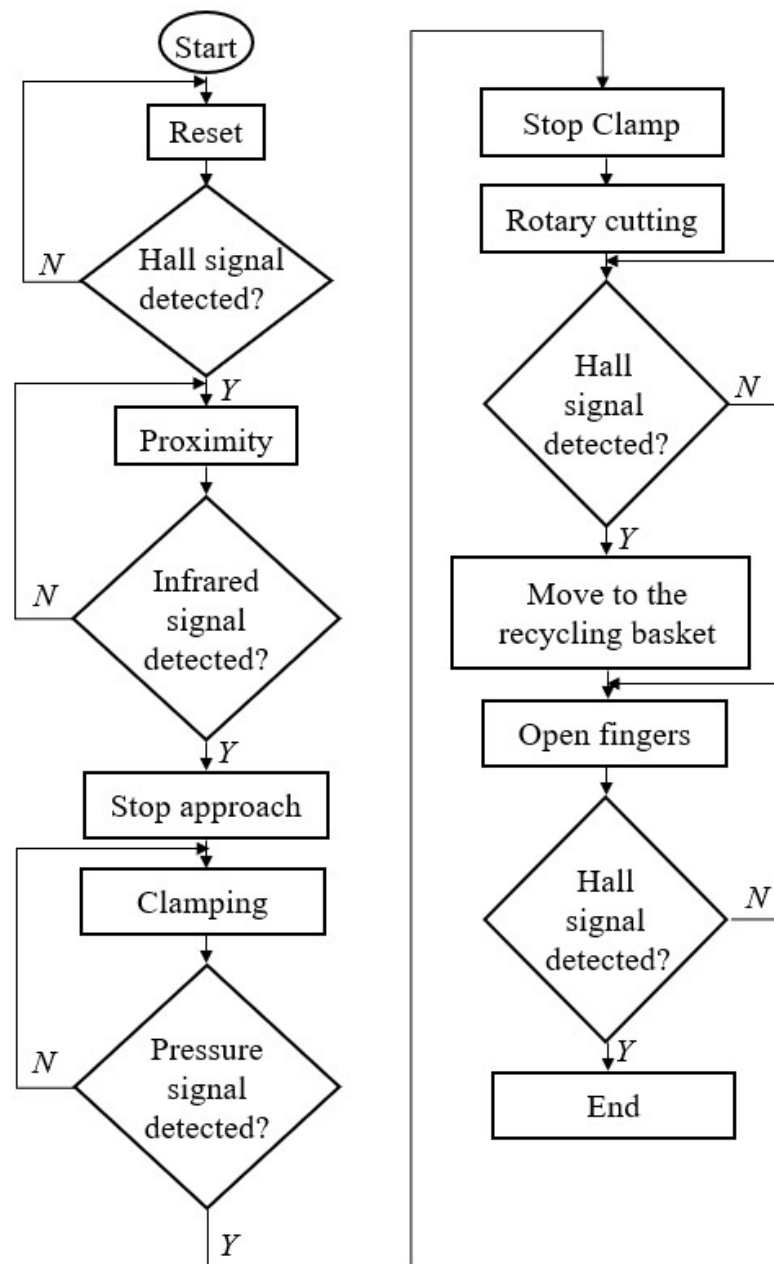 Start
Reset
Hall signal
detected?
N
Y
Proximity
Infrared
signal
detected?
N
Y
Stop approach
Clamping
Pressure
signal
detected?
N
Y
Stop Clamp
Rotary cutting
Hall
signal
detected?
N
Y
Move to the
recycling basket
Open fingers
Hall
signal
detected?
N
Y
End